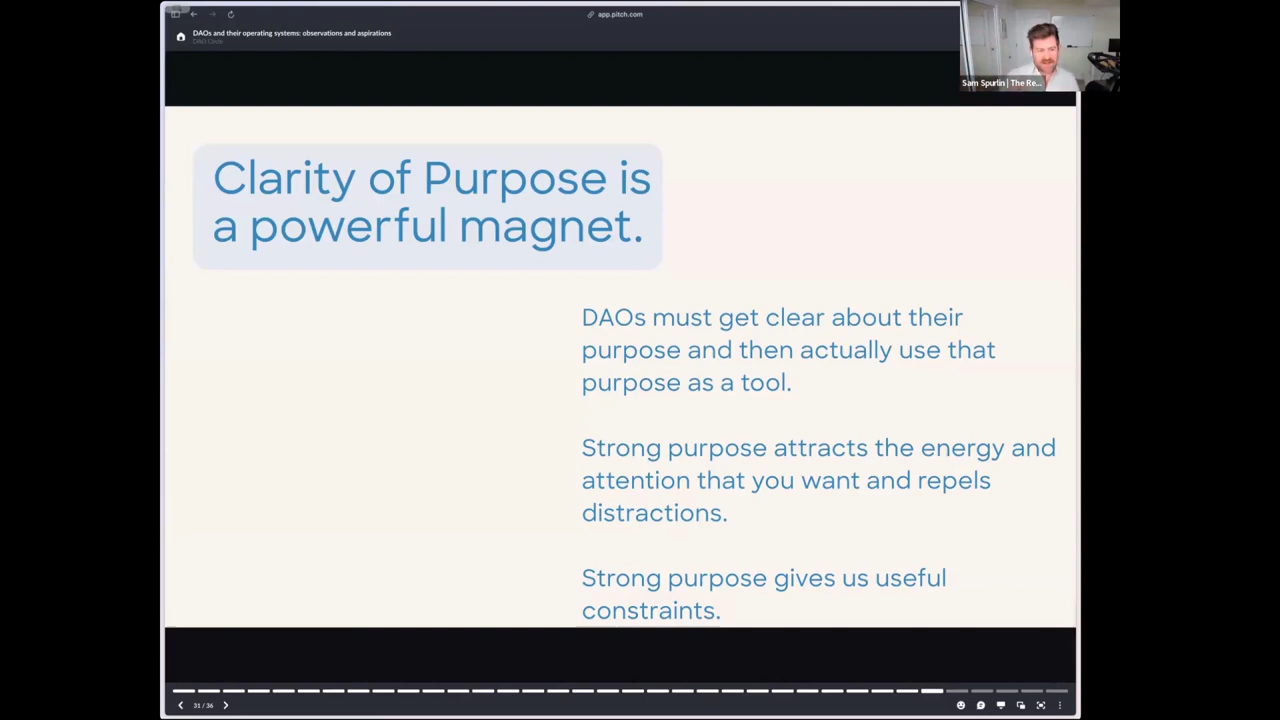 app.pitch.com
DAOs and their operating systems: observations and aspirations
DAO Circle
Sam Spurlin | The Re...
Clarity of Purpose is
a powerful magnet.
DAOs must get clear about their
purpose and then actually use that
purpose as a tool.
Strong purpose attracts the energy and
attention that you want and repels
distractions.
Strong purpose gives us useful
constraints.
31 / 36